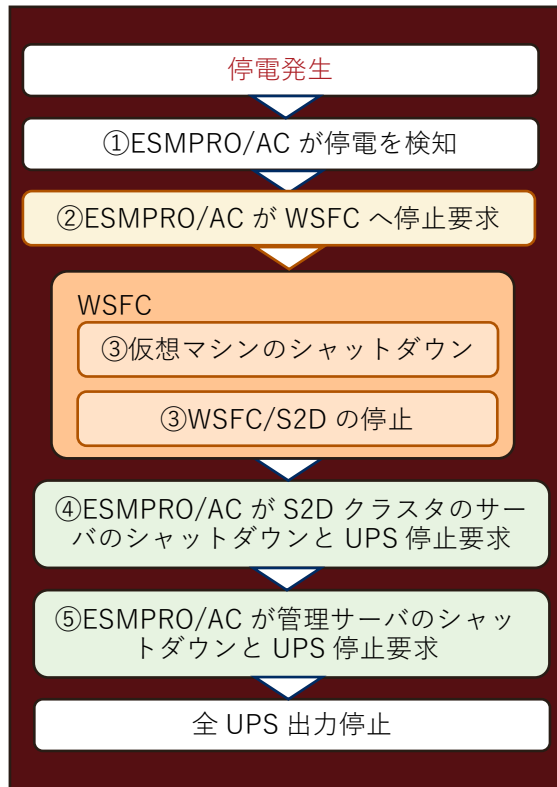 停電発生
①ESMPRO/AC が停電を検知
②ESMPRO/AC が WSFC へ停止要求
WSFC
③仮想マシンのシャットダウン
③WSFC/S2D の停止
④ESMPRO/AC が S2D クラスタのサー
バのシャットダウンと UPS 停止要求
⑤ESMPRO/AC が管理サーバのシャッ
トダウンと UPS 停止要求
全 UPS 出力停止